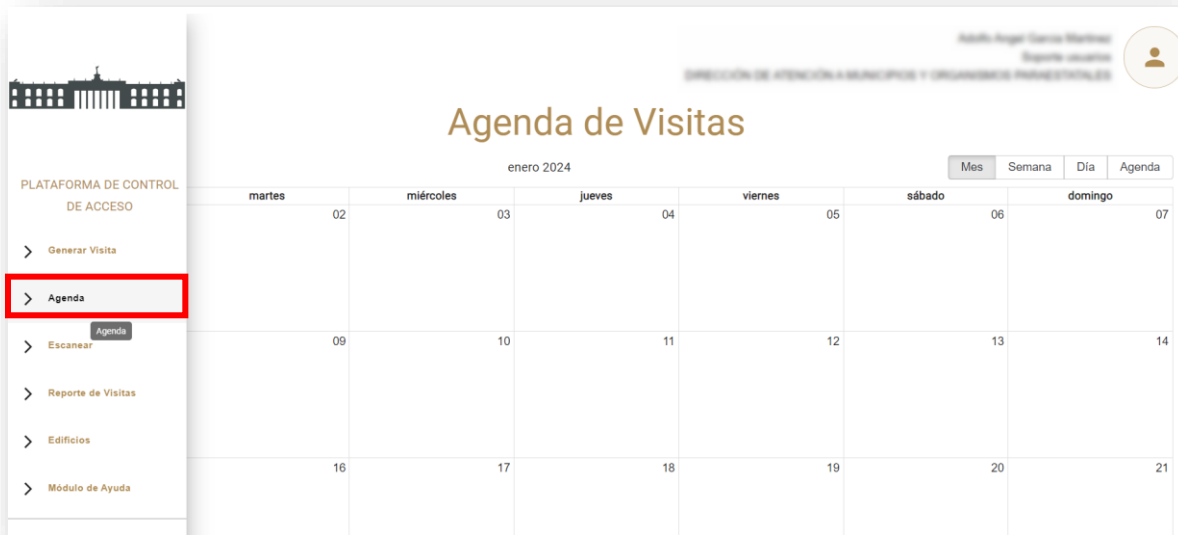 Agenda de Visitas
enero 2024
Mes Semana Día Agenda
PLATAFORMA DE CONTROL
DE ACCESO
Generar Visita
Agenda
Agenda
Escanear
Reporte de Visitas
Edificios
Módulo de Ayuda
martes miércoles jueves viernes sábado domingo
02 03 04 05 06 07
09 10 11 12 13 14
16 17 18 19 20 21